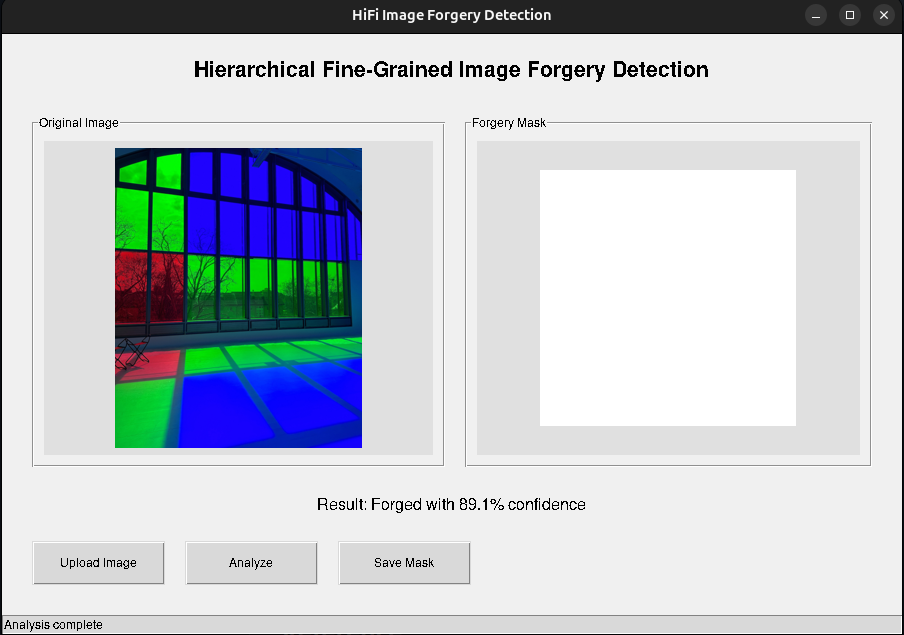 HiFi Image Forgery Detection
Hierarchical Fine-Grained Image Forgery Detection
Original Image
Forgery Mask
Result: Forged with 89.1% confidence
Upload Image
Analyze
Save Mask
Analysis complete